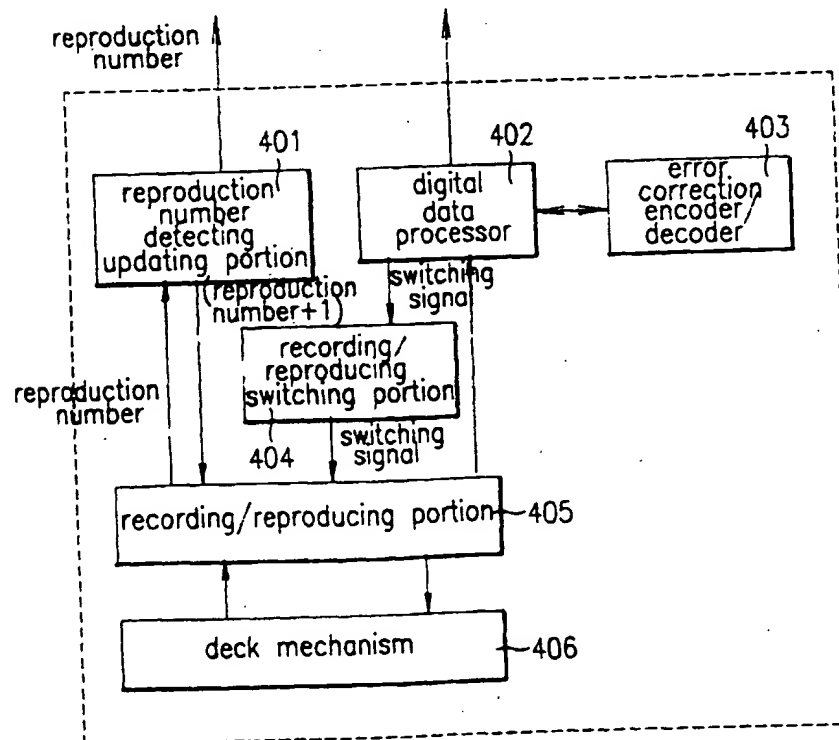 reproduction
number
401
402
403
reproduction
number
detecting
updating portion
digital
data
processor
error
correction
encoder/
decoder
(reproduction
number+1)
switching
signal
recording/
reproducing
switching portion
reproduction
number
404
switching
signal
recording/reproducing portion
405
deck mechanism
406